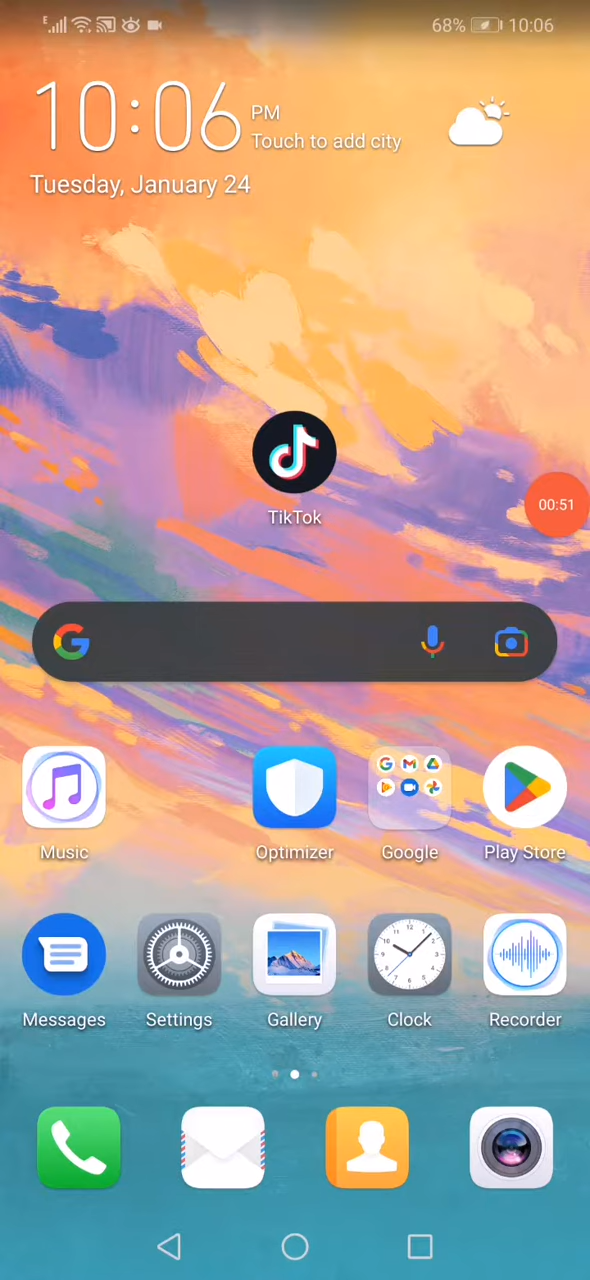 E 68% 10:06
10:06 PM
Touch to add city
Tuesday, January 24
TikTok
00:51
Music Optimizer Google Play Store
Messages Settings Gallery Clock Recorder